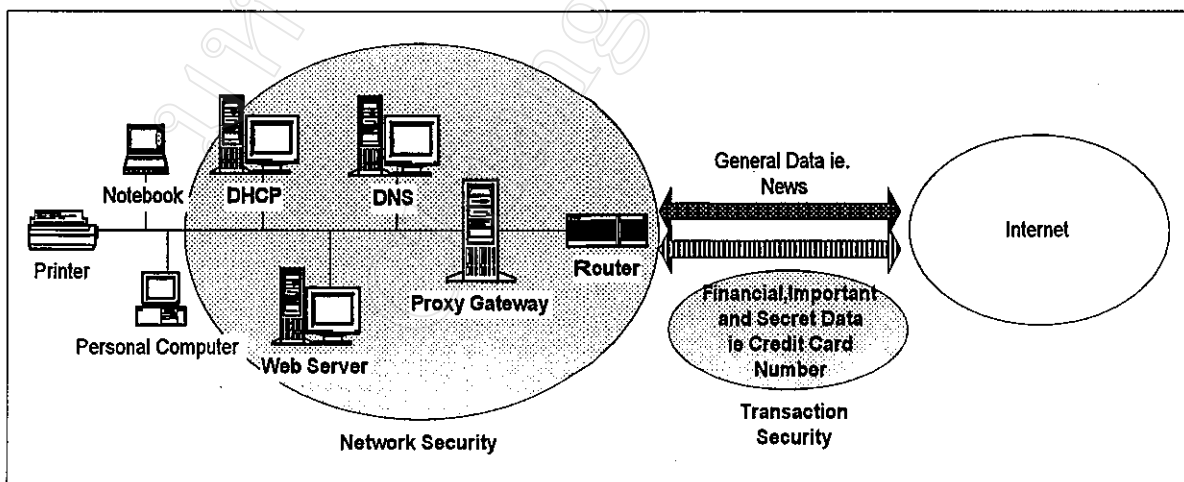 Notebook
DHCP
DNS
Printer
Personal Computer
Web Server
Proxy Gateway
Router
Network Security
General Data ie.
News
Financial,Important
and Secret Data
ie Credit Card
Number
Transaction
Security
Internet